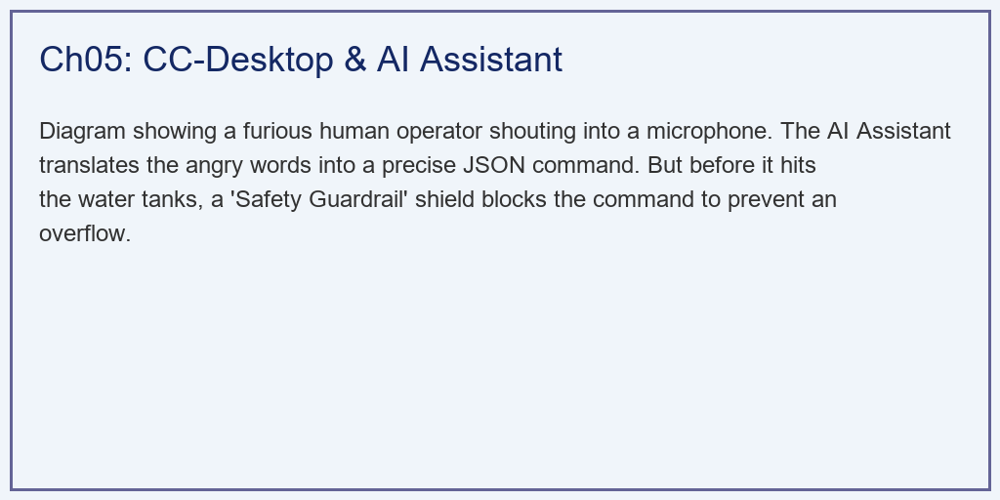 Ch05: CC-Desktop & AI Assistant
Diagram showing a furious human operator shouting into a microphone. The AI Assistant
translates the angry words into a precise JSON command. But before it hits
the water tanks, a 'Safety Guardrail' shield blocks the command to prevent an
overflow.